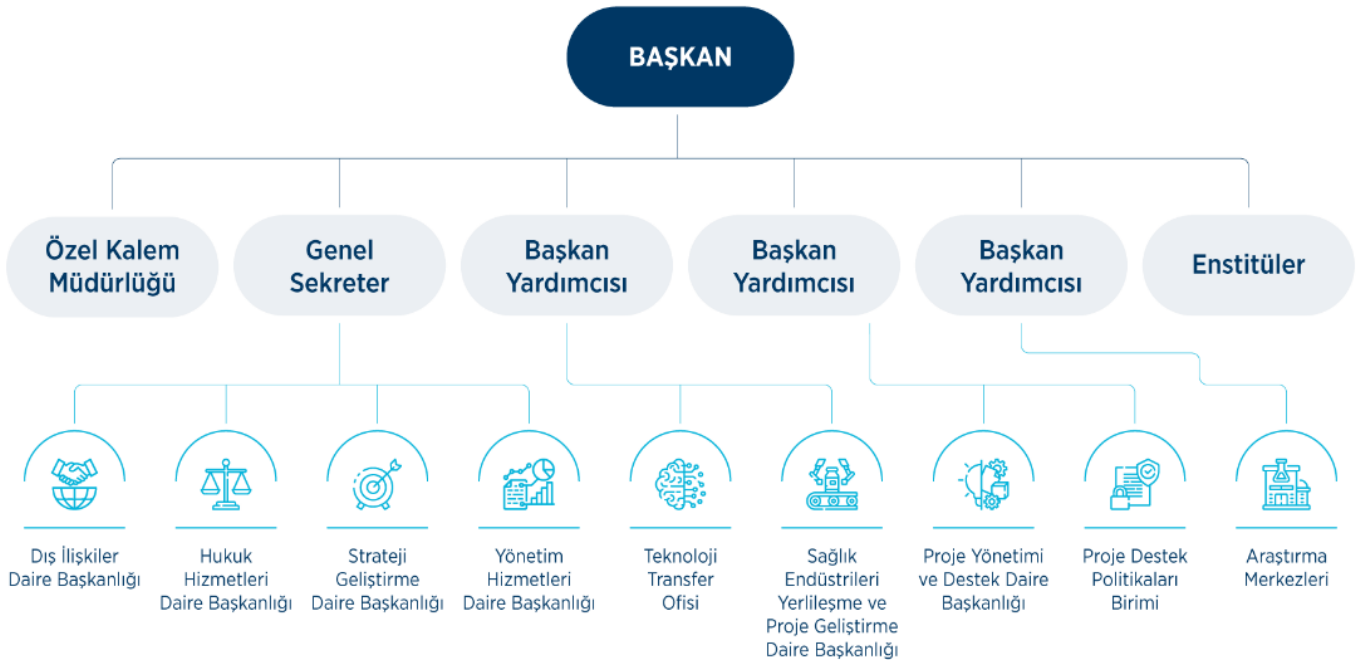 BAŞKAN
Özel Kalem
Müdürlüğü
Genel
Sekreter
Başkan
Yardımcısı
Başkan
Yardımcısı
Başkan
Yardımcısı
Enstitüler
Dış İlişkiler
Daire Başkanlığı
Hukuk
Hizmetleri
Daire Başkanlığı
Strateji
Geliştirme
Daire Başkanlığı
Yönetim
Hizmetleri
Daire Başkanlığı
Teknoloji
Transfer
Ofisi
Sağlık
Endüstrileri
Yerlileşme ve
Proje Geliştirme
Daire Başkanlığı
Proje Yönetimi
ve Destek Daire
Başkanlığı
Proje Destek
Politikaları
Birimi
Araştırma
Merkezleri